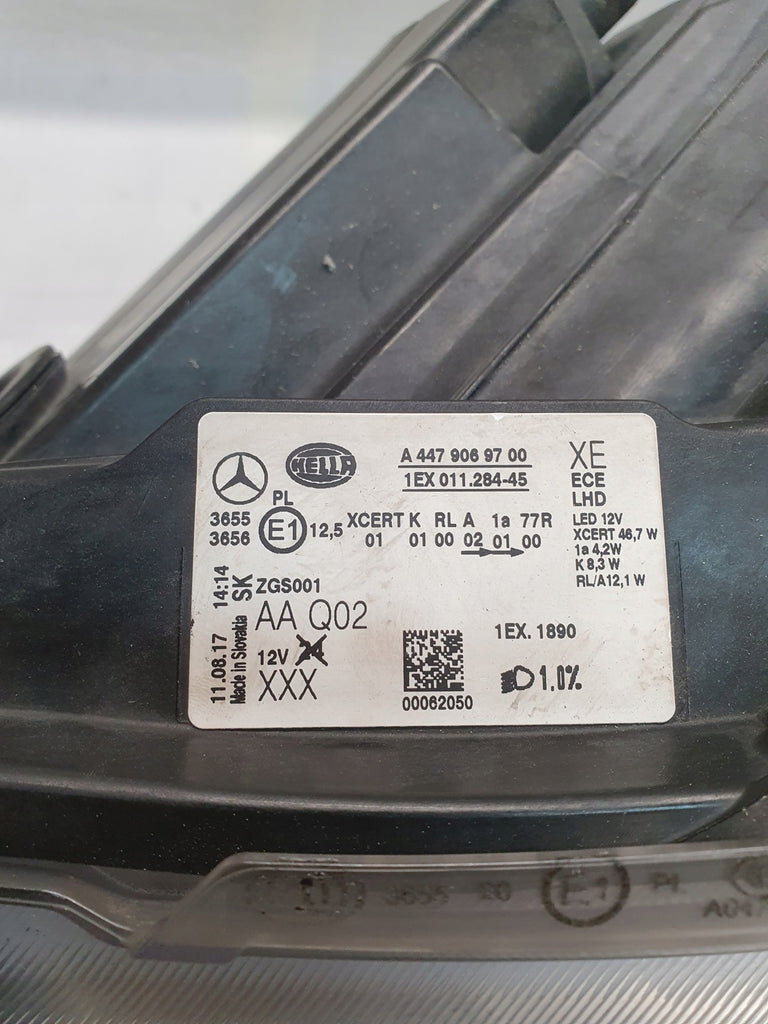 HELLA
A 447 906 97 00
1EX 011.284-45
XE
ECE
LHD
LED 12V
XCERT 46,7 W
1a 4,2W
K 8,3 W
RL/A12,1 W
PL
3655
3656
E1
12,5
XCERT K RL A 1a 77R
01 01 00 02 01 00
11.08.17 14:14
Made in Slovakia SK
ZGS001
AA Q02
12V
XXX
00062050
1EX. 1890
1.0%
3655 20 E1 PL
A047